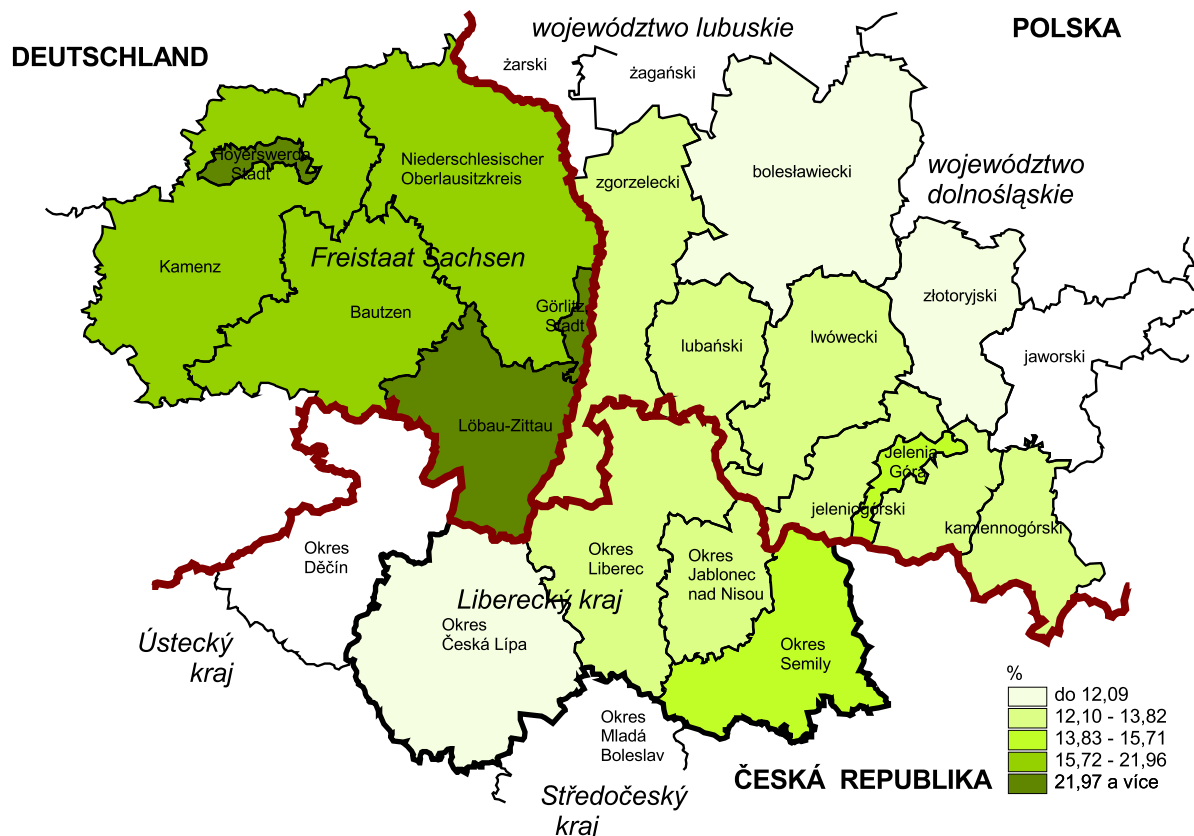 województwo lubuskie
POLSKA
DEUTSCHLAND
żarski
żagański
Hoyerswerda
Stadt
Niederschlesischer
Oberlausitzkreis
zgorzelecki
bolesławiecki
województwo
dolnośląskie
Kamenz
Freistaat Sachsen
Bautzen
Görlitz
Stadt
złotoryjski
lubański
lwówecki
jaworski
Löbau-Zittau
Jelenia
Góra
jeleniogórski
kamiennogórski
Okres
Děčín
Okres
Liberec
Okres
Jablonec
nad Nisou
Liberecký kraj
Okres
Česká Lípa
Ústecký
kraj
Okres
Semily
Okres
Mladá
Boleslav
Středočeský
kraj
ČESKÁ REPUBLIKA
%
do 12,09
12,10 - 13,82
13,83 - 15,71
15,72 - 21,96
21,97 a více